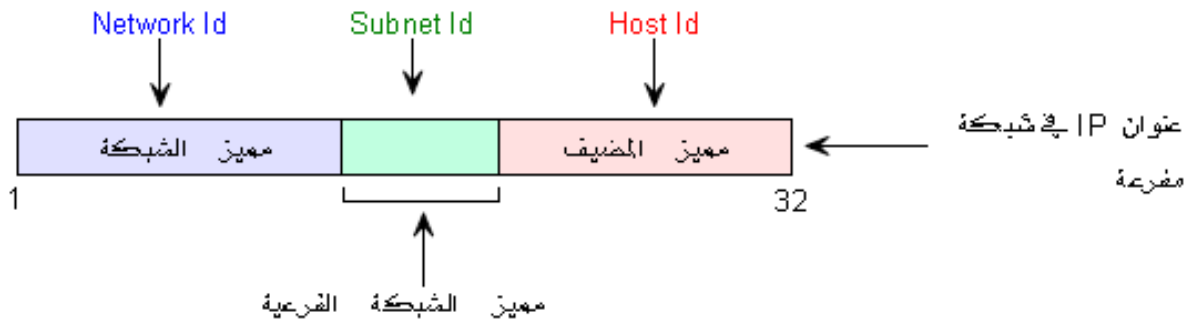 Network Id
Subnet Id
Host Id
مميز الشبكة
مميز المضيف
عنوان IP في شبكة
مفرعة
1
32
مميز الشبكة الفرعية